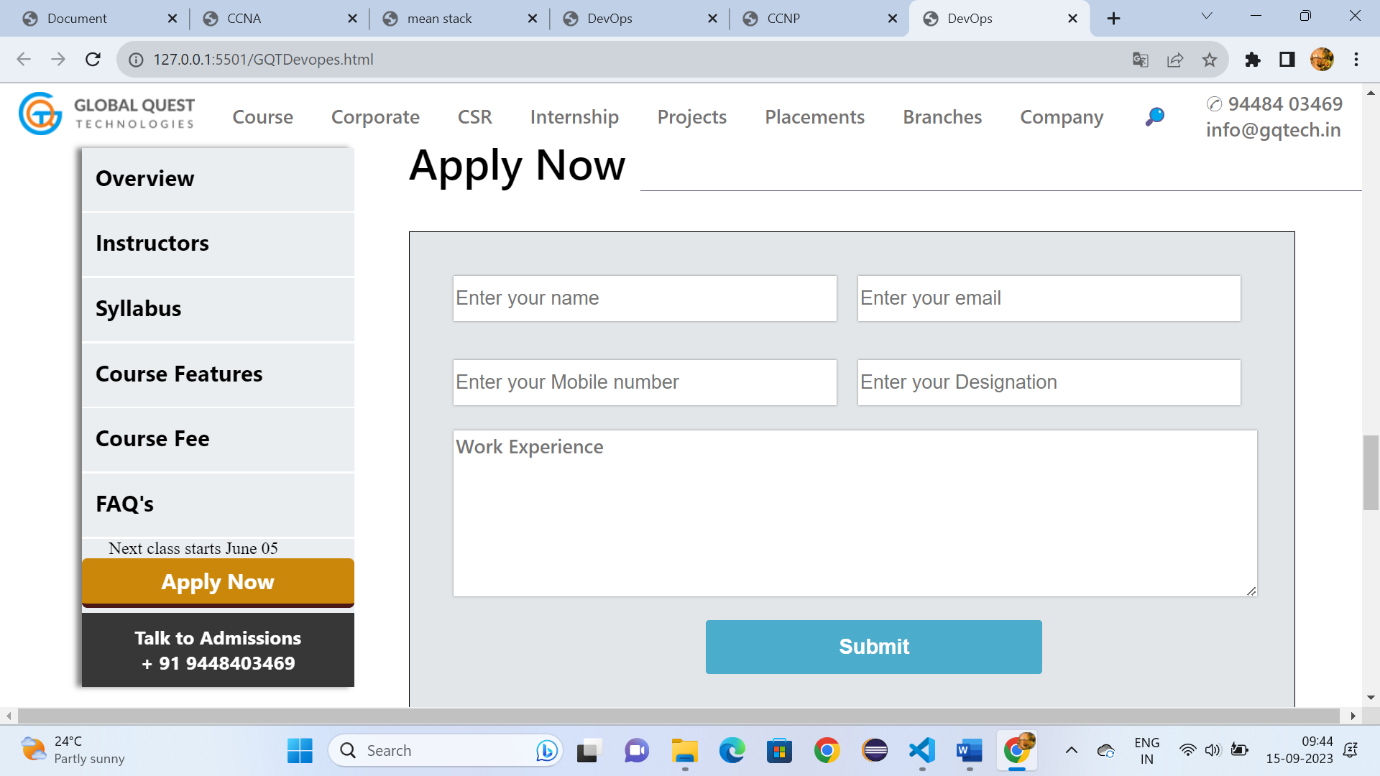 Document
CCNA
mean stack
DevOps
CCNP
DevOps
127.0.0.1:5501/GQTDevopes.html
GLOBAL QUEST
TECHNOLOGIES
Course
Corporate
CSR
Internship
Projects
Placements
Branches
Company
✆ 94484 03469
info@gqtech.in
Overview
Instructors
Syllabus
Course Features
Course Fee
FAQ's
Next class starts June 05
Apply Now
Talk to Admissions
+ 91 9448403469
Apply Now
Enter your name
Enter your email
Enter your Mobile number
Enter your Designation
Work Experience
Submit
24°C
Partly sunny
Search
ENG
IN
09:44
15-09-2023